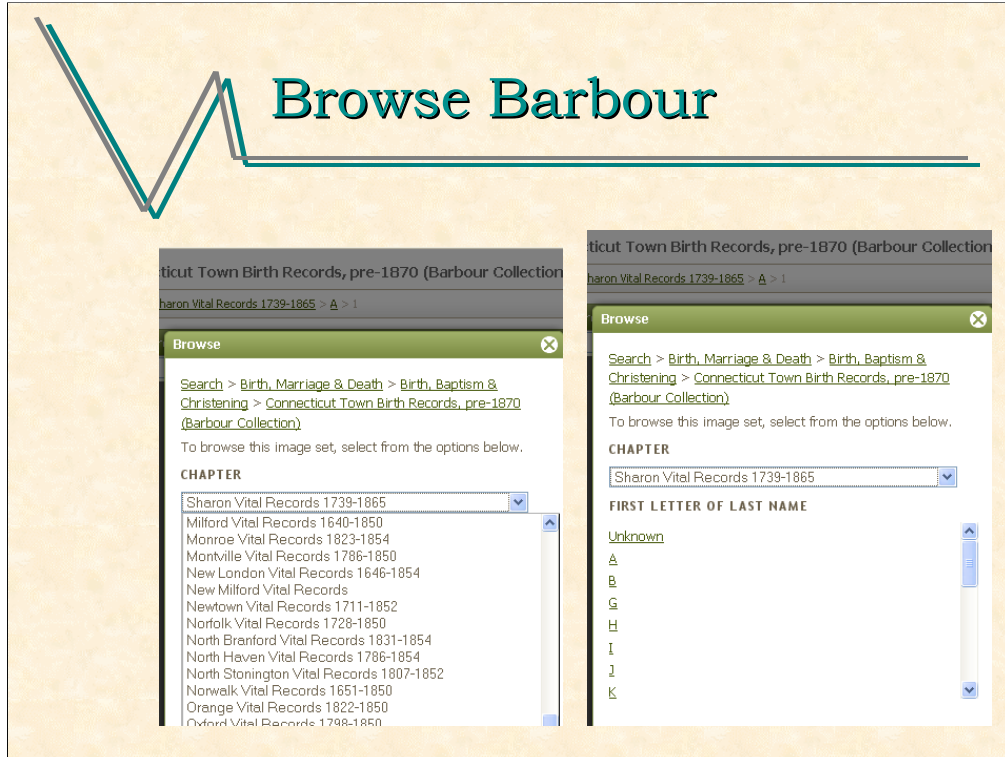 Browse Barbour
ticut Town Birth Records, pre-1870 (Barbour Collection
haron Vital Records 1739-1865 > A > 1
Browse
Search > Birth, Marriage & Death > Birth, Baptism &
Christening > Connecticut Town Birth Records, pre-1870
(Barbour Collection)
To browse this image set, select from the options below.
CHAPTER
Sharon Vital Records 1739-1865
Milford Vital Records 1640-1850
Monroe Vital Records 1823-1854
Montville Vital Records 1786-1850
New London Vital Records 1646-1854
New Milford Vital Records
Newtown Vital Records 1711-1852
Norfolk Vital Records 1728-1850
North Branford Vital Records 1831-1854
North Haven Vital Records 1786-1854
North Stonington Vital Records 1807-1852
Norwalk Vital Records 1651-1850
Orange Vital Records 1822-1850
Oxford Vital Records 1798-1850
ticut Town Birth Records, pre-1870 (Barbour Collection
haron Vital Records 1739-1865 > A > 1
Browse
Search > Birth, Marriage & Death > Birth, Baptism &
Christening > Connecticut Town Birth Records, pre-1870
(Barbour Collection)
To browse this image set, select from the options below.
CHAPTER
Sharon Vital Records 1739-1865
FIRST LETTER OF LAST NAME
Unknown
A
B
G
H
I
J
K